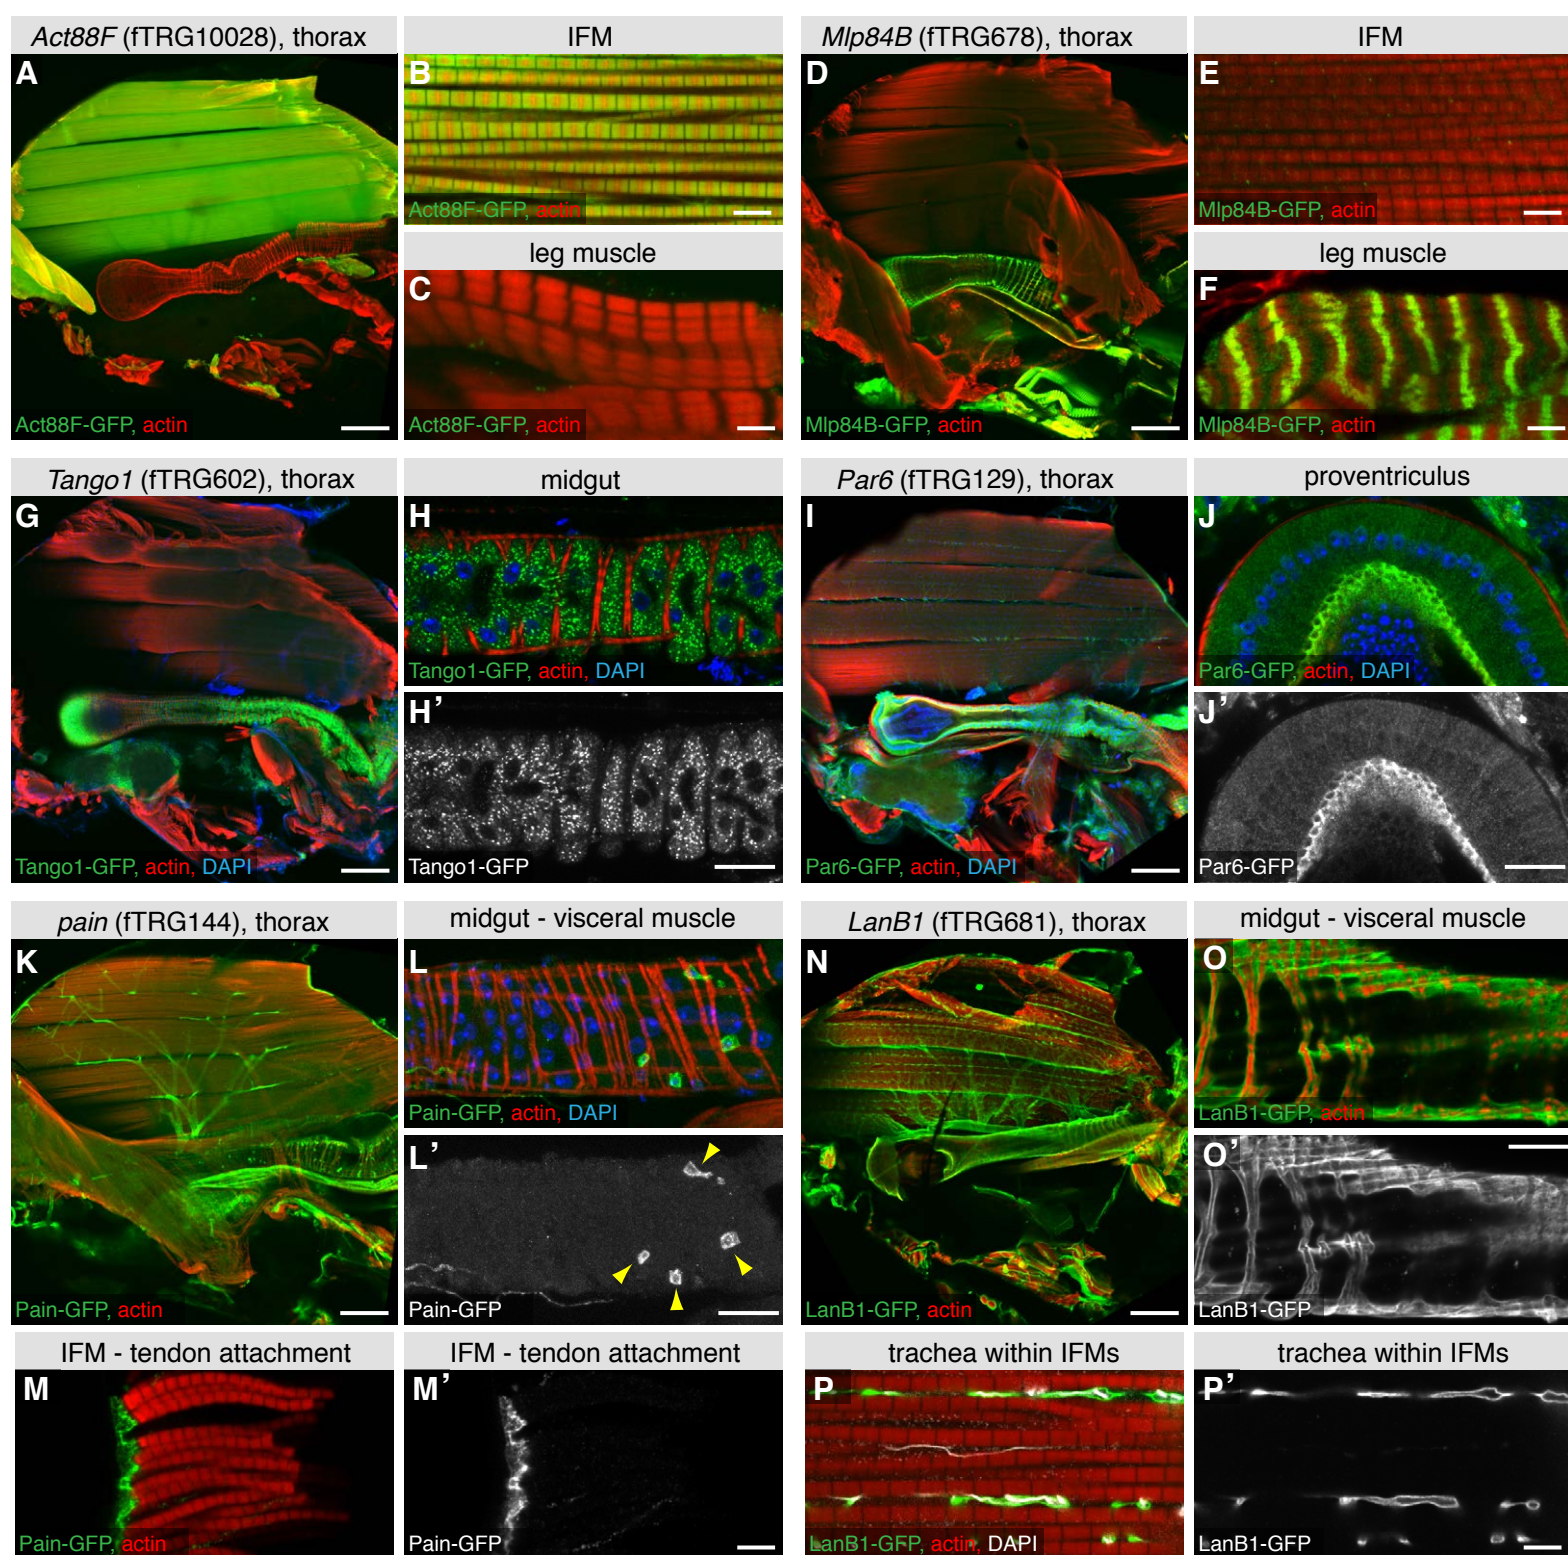 Act88F (fTRG10028), thorax
IFM
A
B
Act88F-GFP, actin
leg muscle
C
Act88F-GFP, actin
Act88F-GFP, actin
Mlp84B (fTRG678), thorax
IFM
D
E
Mlp84B-GFP, actin
leg muscle
F
Mlp84B-GFP, actin
Mlp84B-GFP, actin
Tango1 (fTRG602), thorax
midgut
G
H
Tango1-GFP, actin, DAPI
H’
Tango1-GFP, actin, DAPI
Tango1-GFP
Par6 (fTRG129), thorax
proventriculus
I
J
Par6-GFP, actin, DAPI
J’
Par6-GFP, actin, DAPI
Par6-GFP
pain (fTRG144), thorax
midgut - visceral muscle
K
L
Pain-GFP, actin, DAPI
L’
Pain-GFP, actin
Pain-GFP
LanB1 (fTRG681), thorax
midgut - visceral muscle
N
O
LanB1-GFP, actin
O’
LanB1-GFP, actin
LanB1-GFP
IFM - tendon attachment
IFM - tendon attachment
M
M’
Pain-GFP, actin
Pain-GFP
trachea within IFMs
trachea within IFMs
P
P’
LanB1-GFP, actin, DAPI
LanB1-GFP